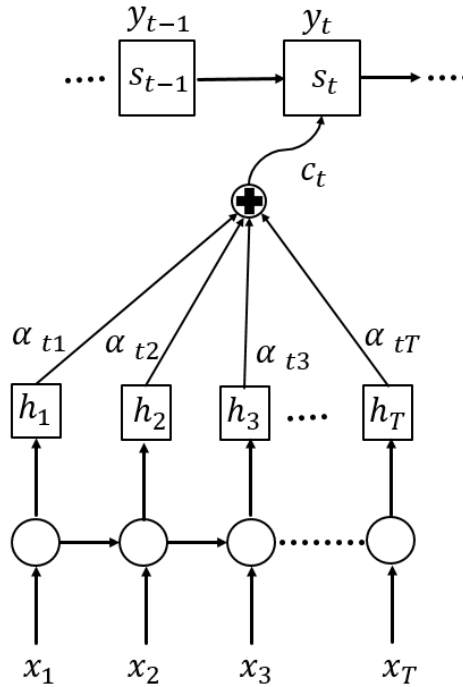 y_{t−1} y_t
s_{t−1} s_t
c_t
α_{t1} α_{t2} α_{t3} α_{tT}
h_1 h_2 h_3 h_T
x_1 x_2 x_3 x_T